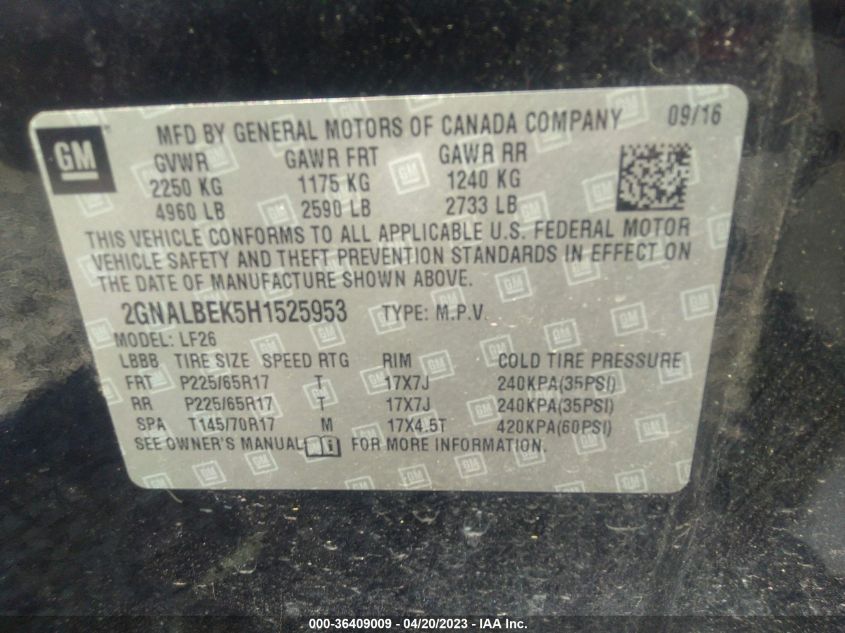 GM
MFD BY GENERAL MOTORS OF CANADA COMPANY 09/16
GVWR GAWR FRT GAWR RR
2250 KG 1175 KG 1240 KG
4960 LB 2590 LB 2733 LB
THIS VEHICLE CONFORMS TO ALL APPLICABLE U.S. FEDERAL MOTOR
VEHICLE SAFETY AND THEFT PREVENTION STANDARDS IN EFFECT ON
THE DATE OF MANUFACTURE SHOWN ABOVE.
2GNALBEK5H1525953 TYPE: M.P.V.
MODEL: LF26
LBBB TIRE SIZE SPEED RTG RIM COLD TIRE PRESSURE
FRT P225/65R17 T 17X7J 240KPA(35PSI)
RR P225/65R17 T 17X7J 240KPA(35PSI)
SPA T145/70R17 M 17X4.5T 420KPA(60PSI)
SEE OWNER'S MANUAL FOR MORE INFORMATION.
000-36409009 - 04/20/2023 - IAA Inc.